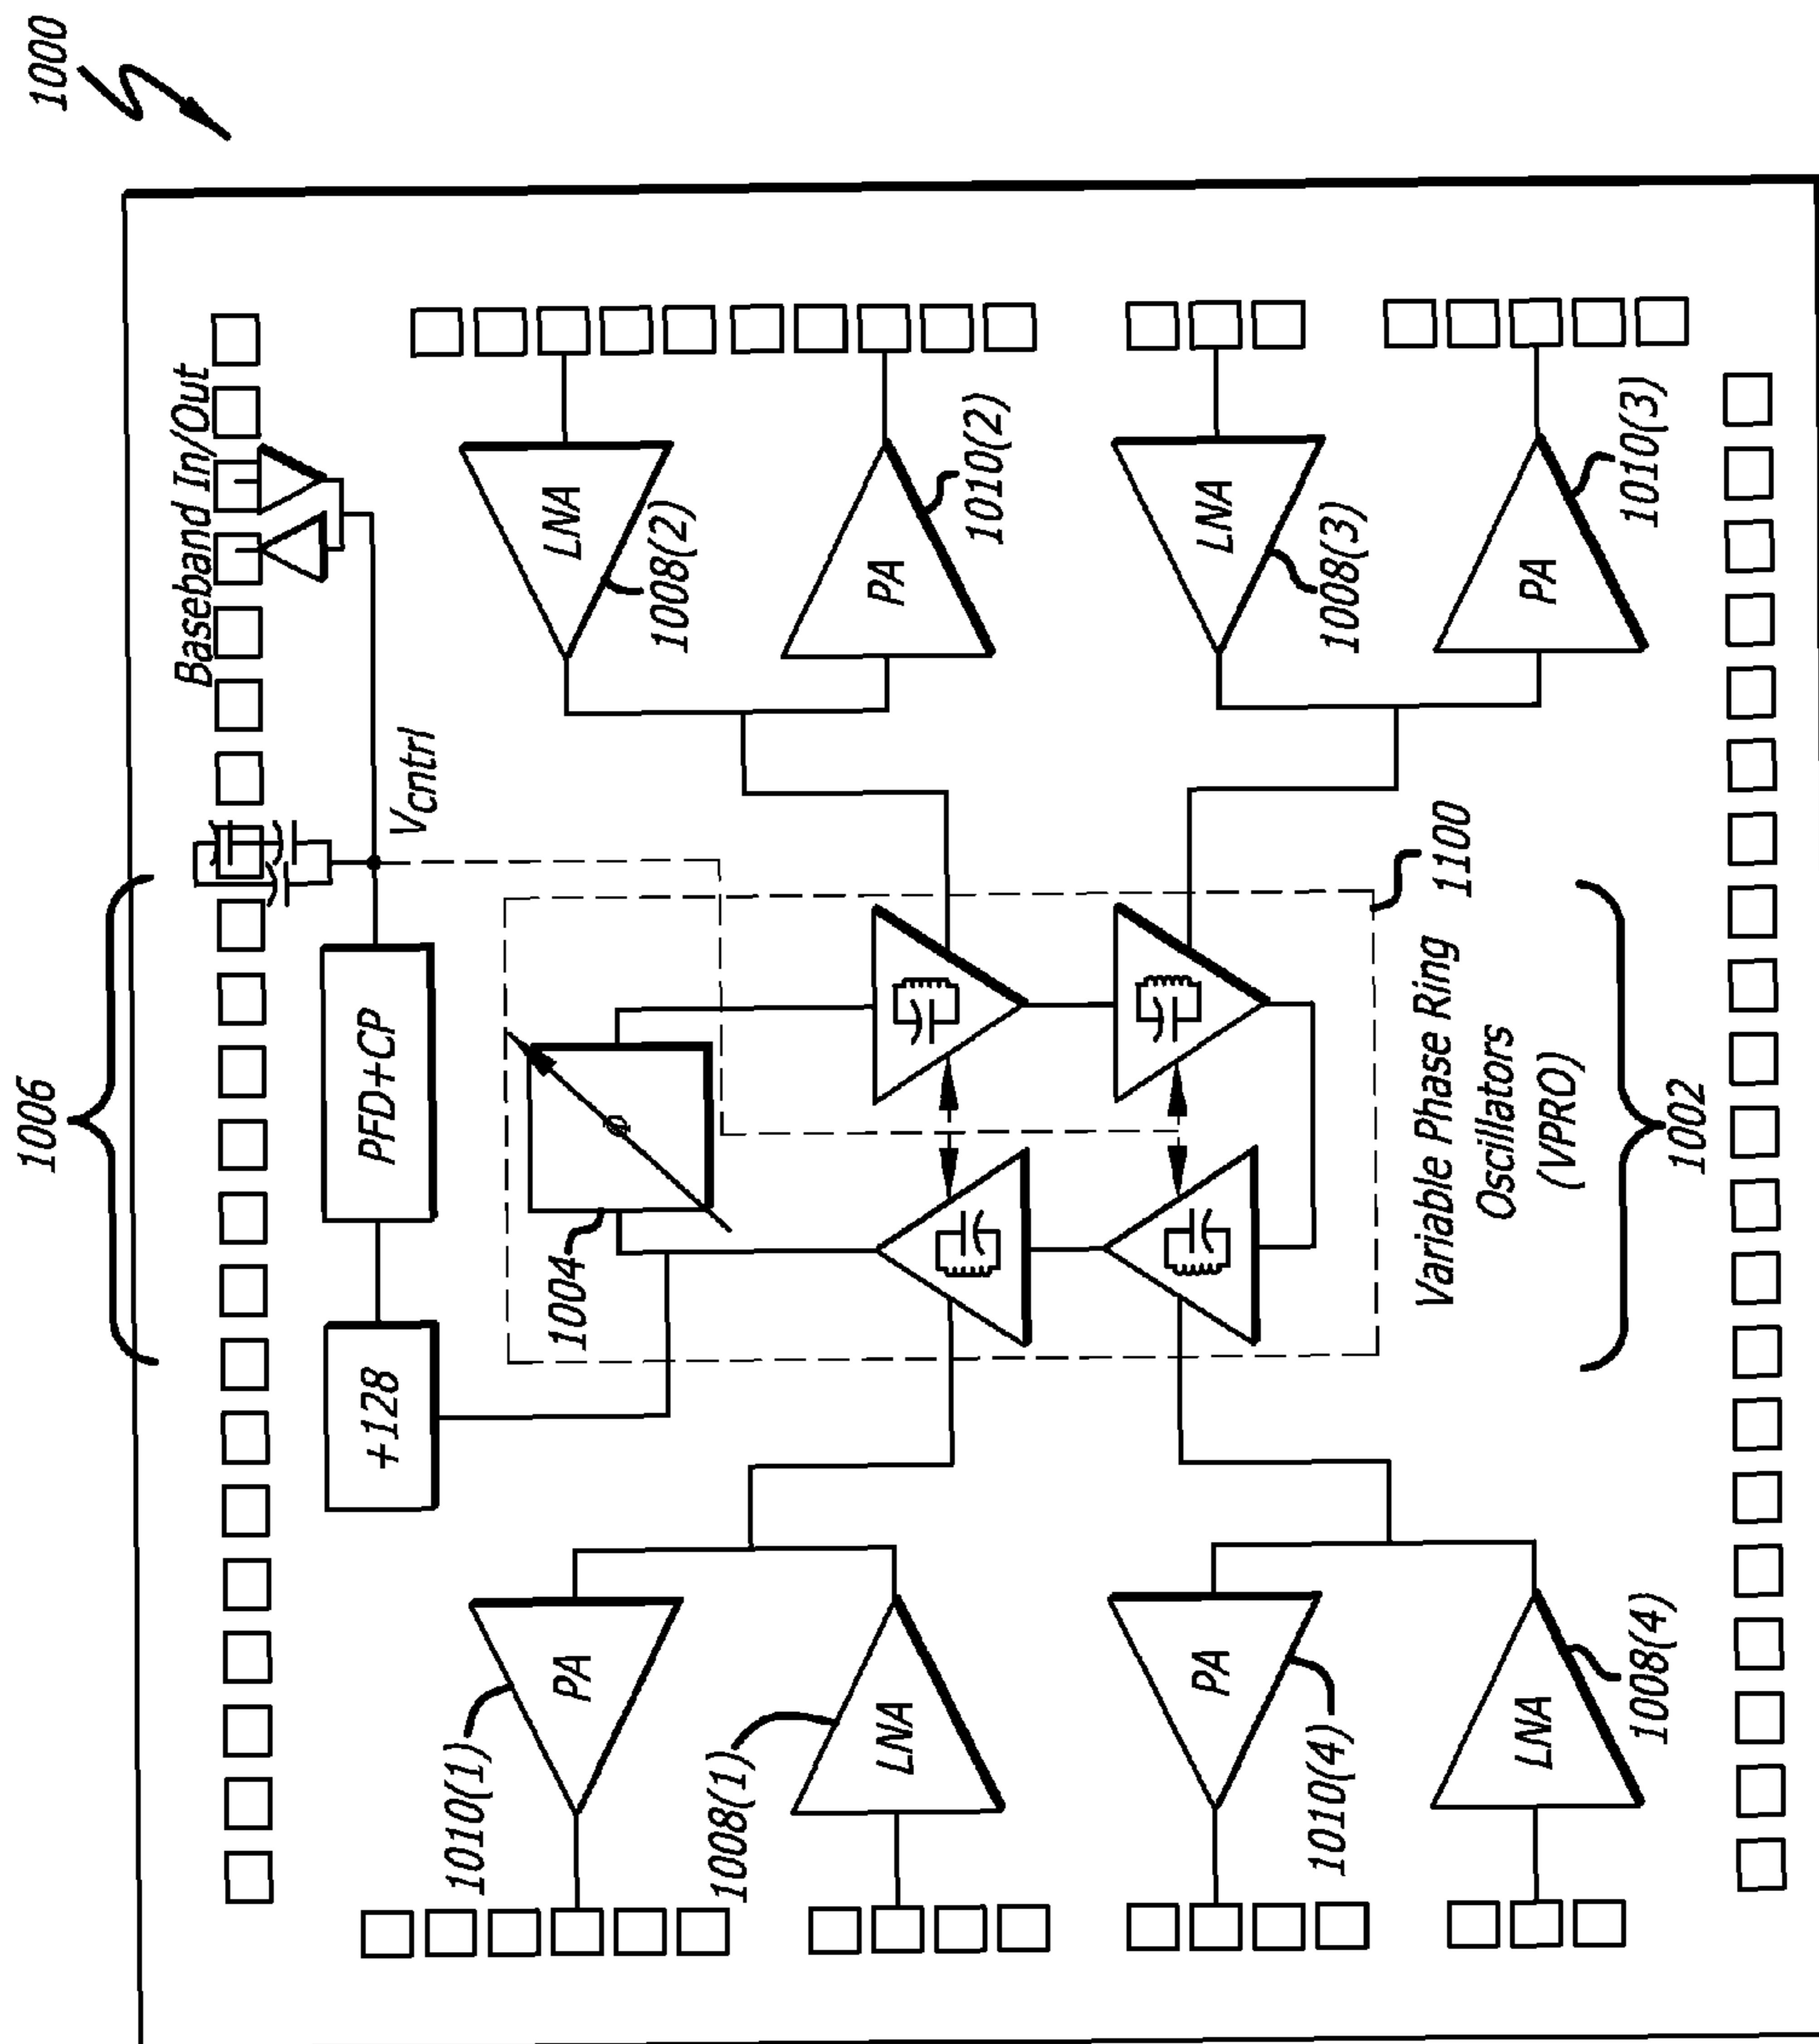 1000
1006
Baseband In/Out
+128
PFD+CP
Vcntrl
1010(1))
PA
1004
LNA
1008(2)
1008(1)
LNA
PA
1010(2)
PA
LNA
1010(4)
1008(3)
Variable Phase Ring
Oscillators
(VPRO)
1100
LNA
PA
1008(4)
1002
1010(3)